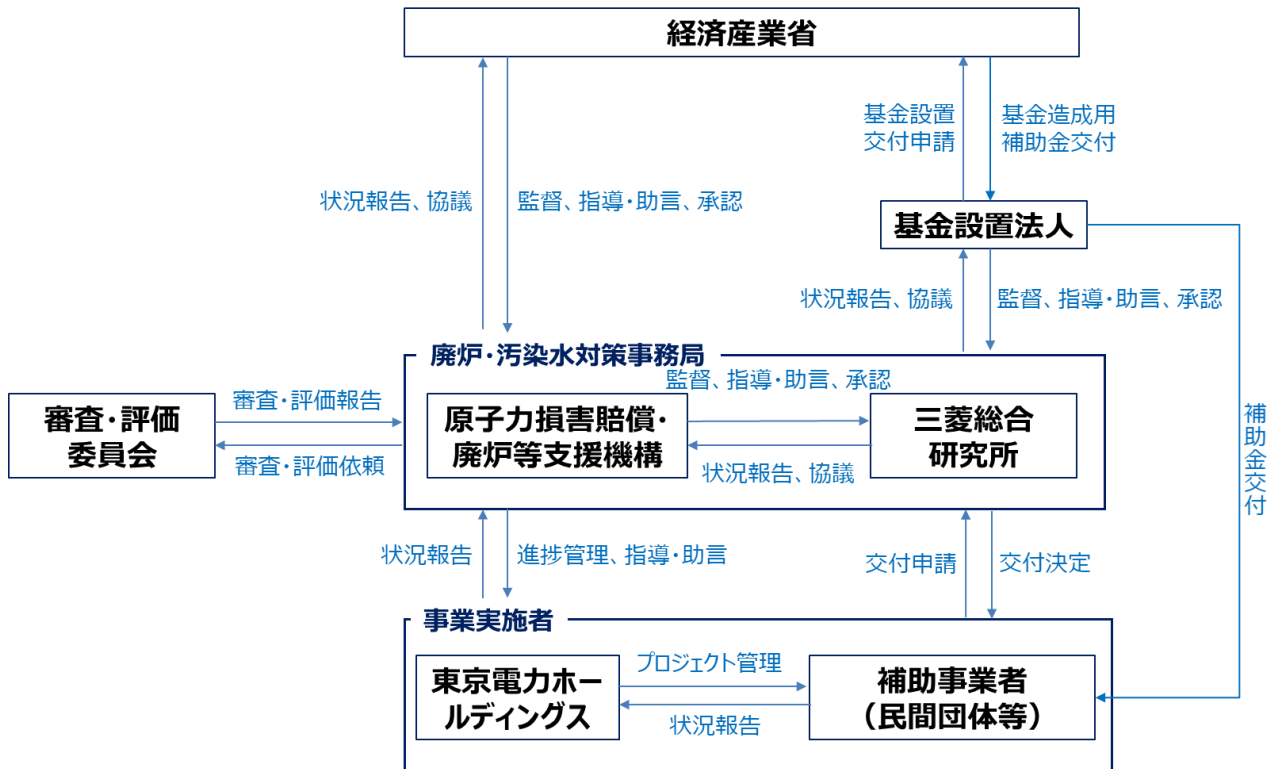 経済産業省
基金設置
交付申請
基金造成用
補助金交付
状況報告、協議
監督、指導・助言、承認
基金設置法人
状況報告、協議
監督、指導・助言、承認
廃炉・汚染水対策事務局
監督、指導・助言、承認
審査・評価
委員会
審査・評価報告
審査・評価依頼
原子力損害賠償・
廃炉等支援機構
三菱総合
研究所
状況報告、協議
補助金交付
状況報告
進捗管理、指導・助言
交付申請
交付決定
事業実施者
東京電力ホー
ルディングス
プロジェクト管理
状況報告
補助事業者
（民間団体等）